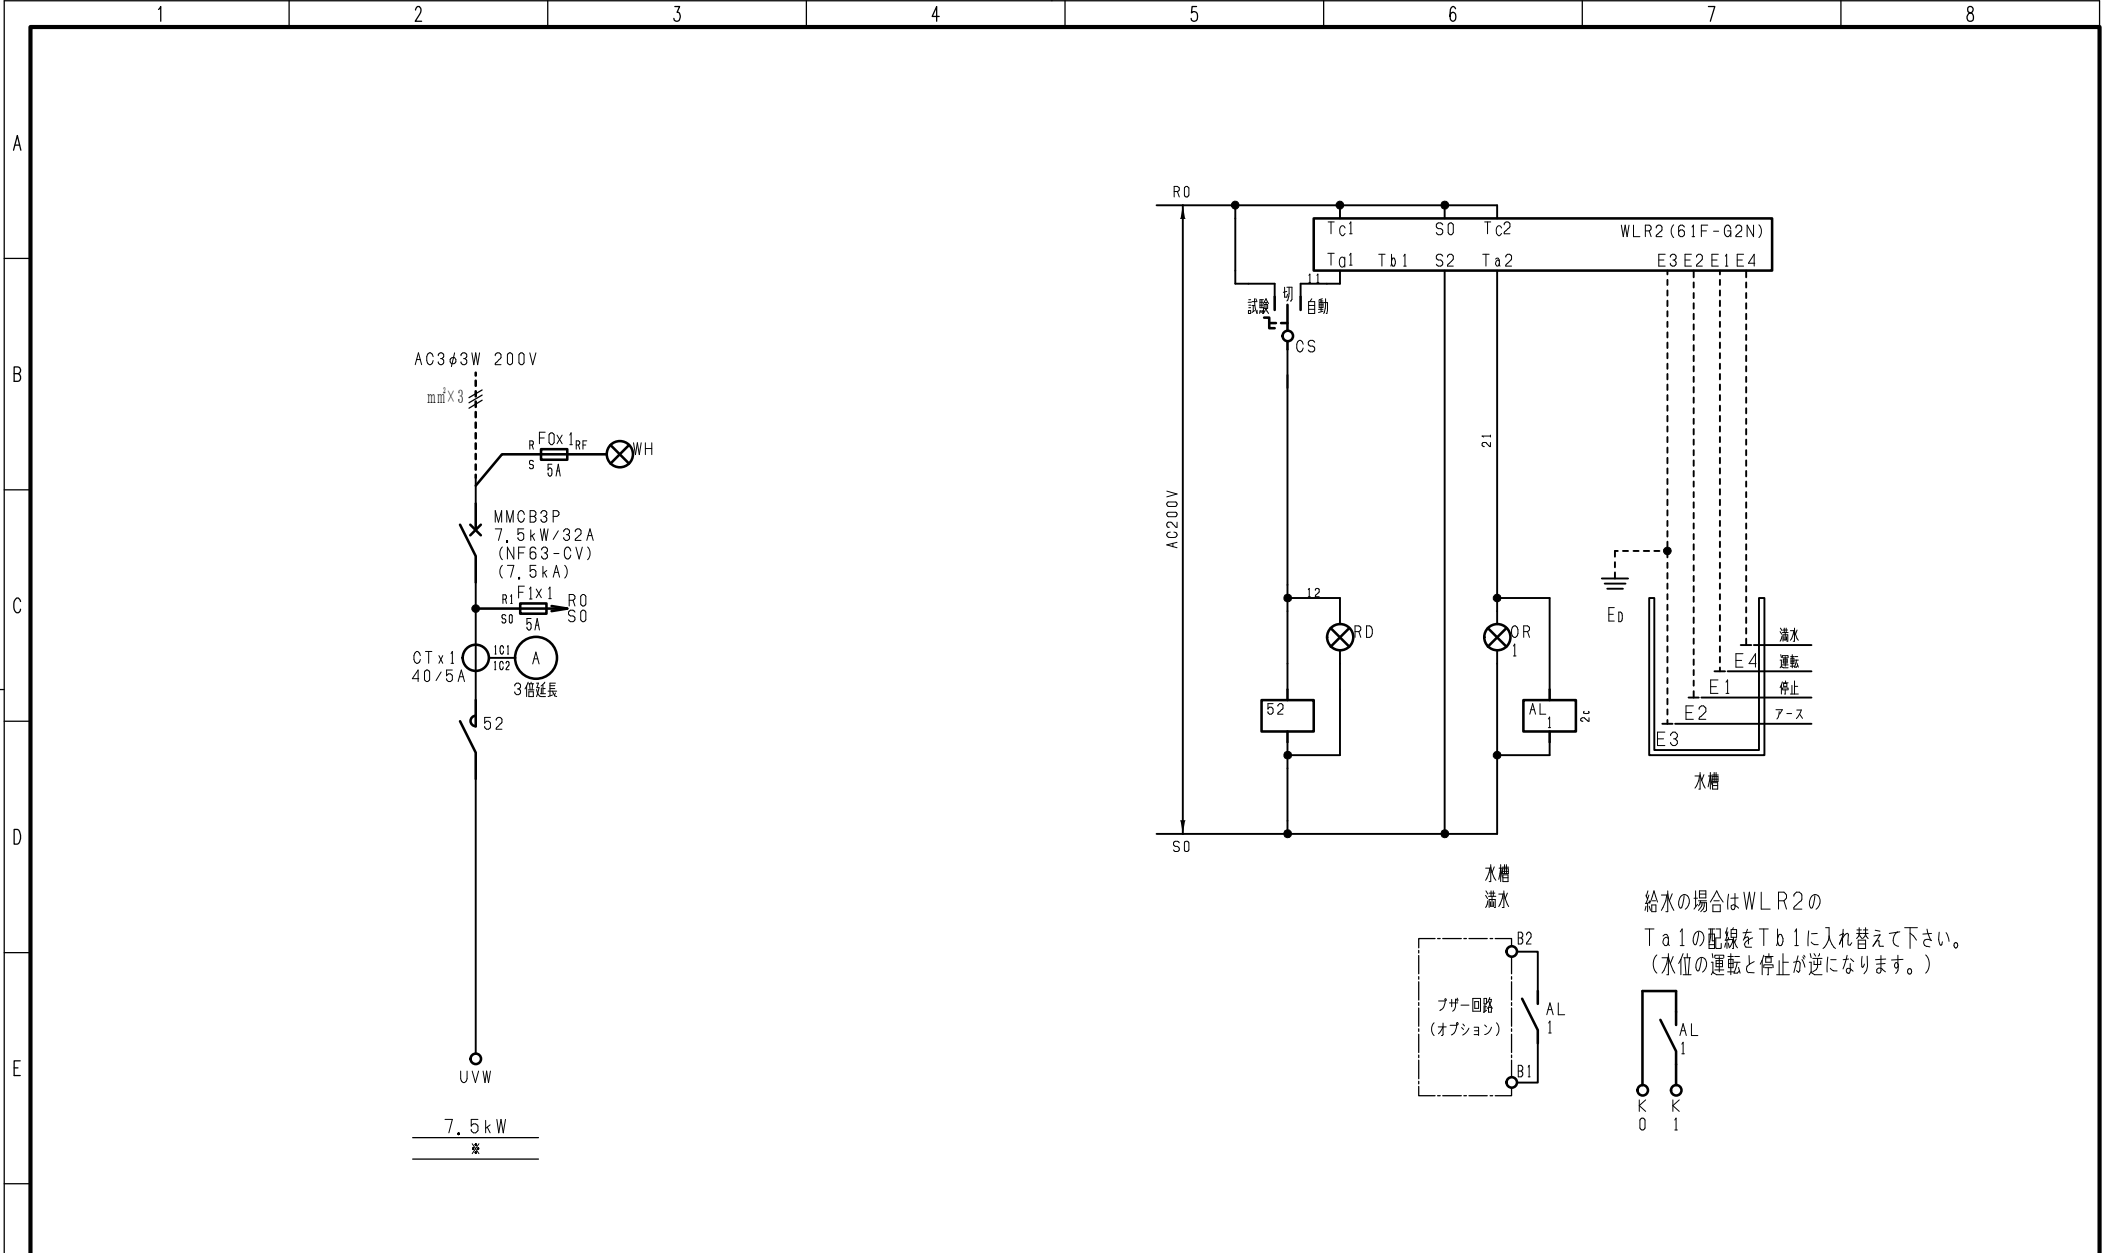 1 2 3 4 5 6 7 8
A
B
C
D
E
AC3φ3W 200V
mm²×3
R F0x1 RF
S 5A
WH
MMCB3P
7.5kW/32A
(NF63-CV)
(7.5kA)
R1 F1x1 R0
S0 5A S0
CTx1 1C1 A
40/5A 1C2
3倍延長
52
UVW
7.5kW
※
R0
Tc1 S0 Tc2 WLR2(61F-G2N)
Ta1 Tb1 S2 Ta2 E3 E2 E1 E4
11
試験 切 自動
CS
21
AC200V
12
RD
OR
1
52
AL
1
2c
ED
満水
E4 運転
E1 停止
E2 アース
E3
水槽
S0
水槽
満水
B2
ブザー回路
(オプション)
AL
1
B1
給水の場合はWLR2の
Ta1の配線をTb1に入れ替えて下さい。
(水位の運転と停止が逆になります。)
AL
1
K K
0 1